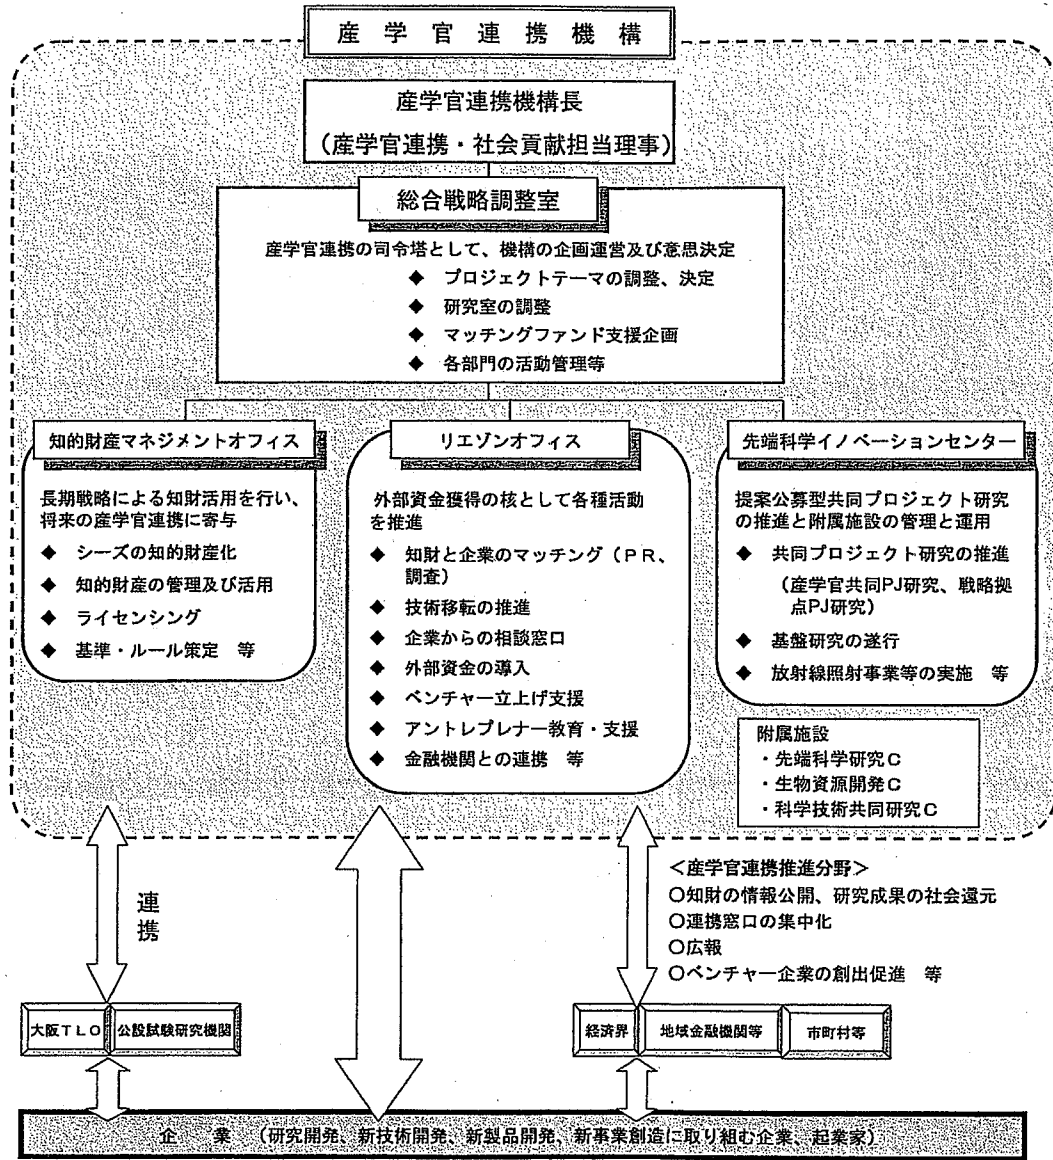 産学官連携機構
産学官連携機構長
（産学官連携・社会貢献担当理事）
総合戦略調整室
産学官連携の司令塔として、機構の企画運営及び意思決定
◆ プロジェクトテーマの調整、決定
◆ 研究室の調整
◆ マッチングファンド支援企画
◆ 各部門の活動管理等
知的財産マネジメントオフィス
長期戦略による知財活用を行い、
将来の産学官連携に寄与
◆ シーズの知的財産化
◆ 知的財産の管理及び活用
◆ ライセンシング
◆ 基準・ルール策定　等
リエゾンオフィス
外部資金獲得の核として各種活動
を推進
◆ 知財と企業のマッチング（ＰＲ、
調査）
◆ 技術移転の推進
◆ 企業からの相談窓口
◆ 外部資金の導入
◆ ベンチャー立上げ支援
◆ アントレプレナー教育・支援
◆ 金融機関との連携　等
先端科学イノベーションセンター
提案公募型共同プロジェクト研究
の推進と附属施設の管理と運用
◆ 共同プロジェクト研究の推進
（産学官共同PJ研究、戦略拠
点PJ研究）
◆ 基盤研究の遂行
◆ 放射線照射事業等の実施　等
附属施設
・先端科学研究Ｃ
・生物資源開発Ｃ
・科学技術共同研究Ｃ
連携
＜産学官連携推進分野＞
○知財の情報公開、研究成果の社会還元
○連携窓口の集中化
○広報
○ベンチャー企業の創出促進　等
大阪ＴＬＯ
公設試験研究機関
経済界
地域金融機関等
市町村等
企　業　（研究開発、新技術開発、新製品開発、新事業創造に取り組む企業、起業家）